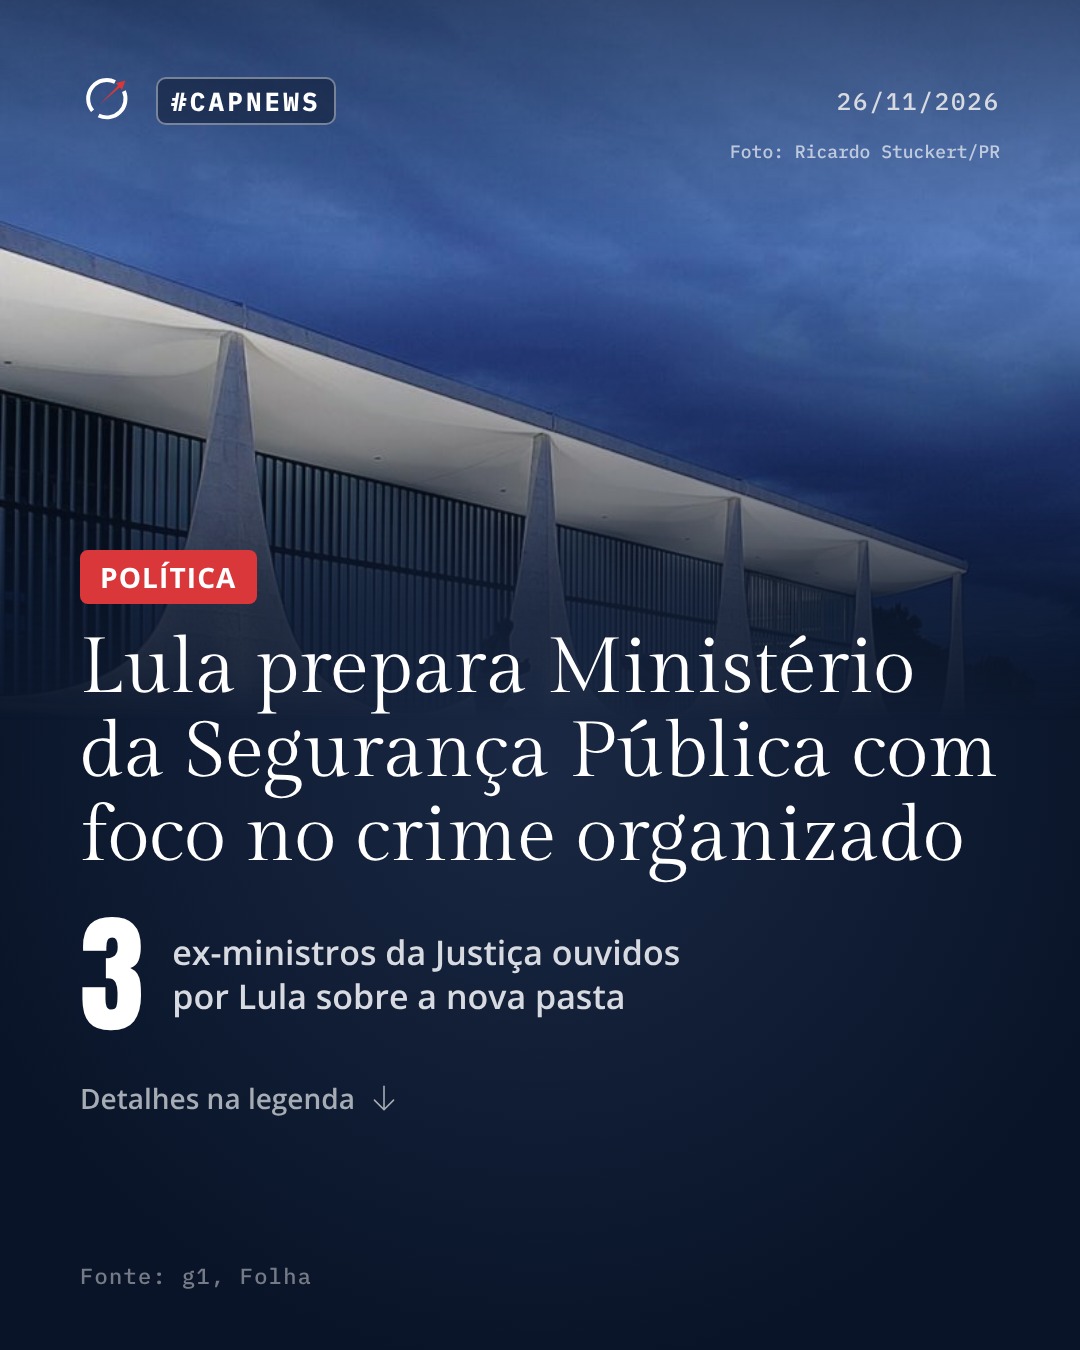 #CAPNEWS
26/11/2026
Foto: Ricardo Stuckert/PR
POLÍTICA
Lula prepara Ministério
da Segurança Pública com
foco no crime organizado
3
ex-ministros da Justiça ouvidos
por Lula sobre a nova pasta
Detalhes na legenda ↓
Fonte: g1, Folha